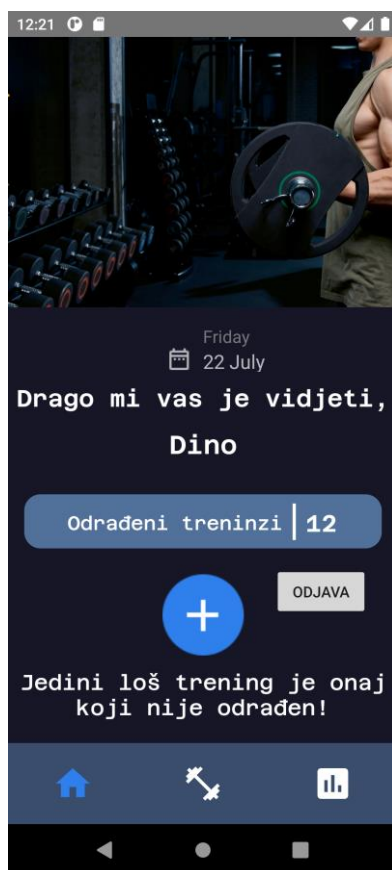 12:21
Friday
22 July
Drago mi vas je vidjeti,
Dino
Odrađeni treninzi | 12
ODJAVA
Jedini loš trening je onaj
koji nije odrađen!